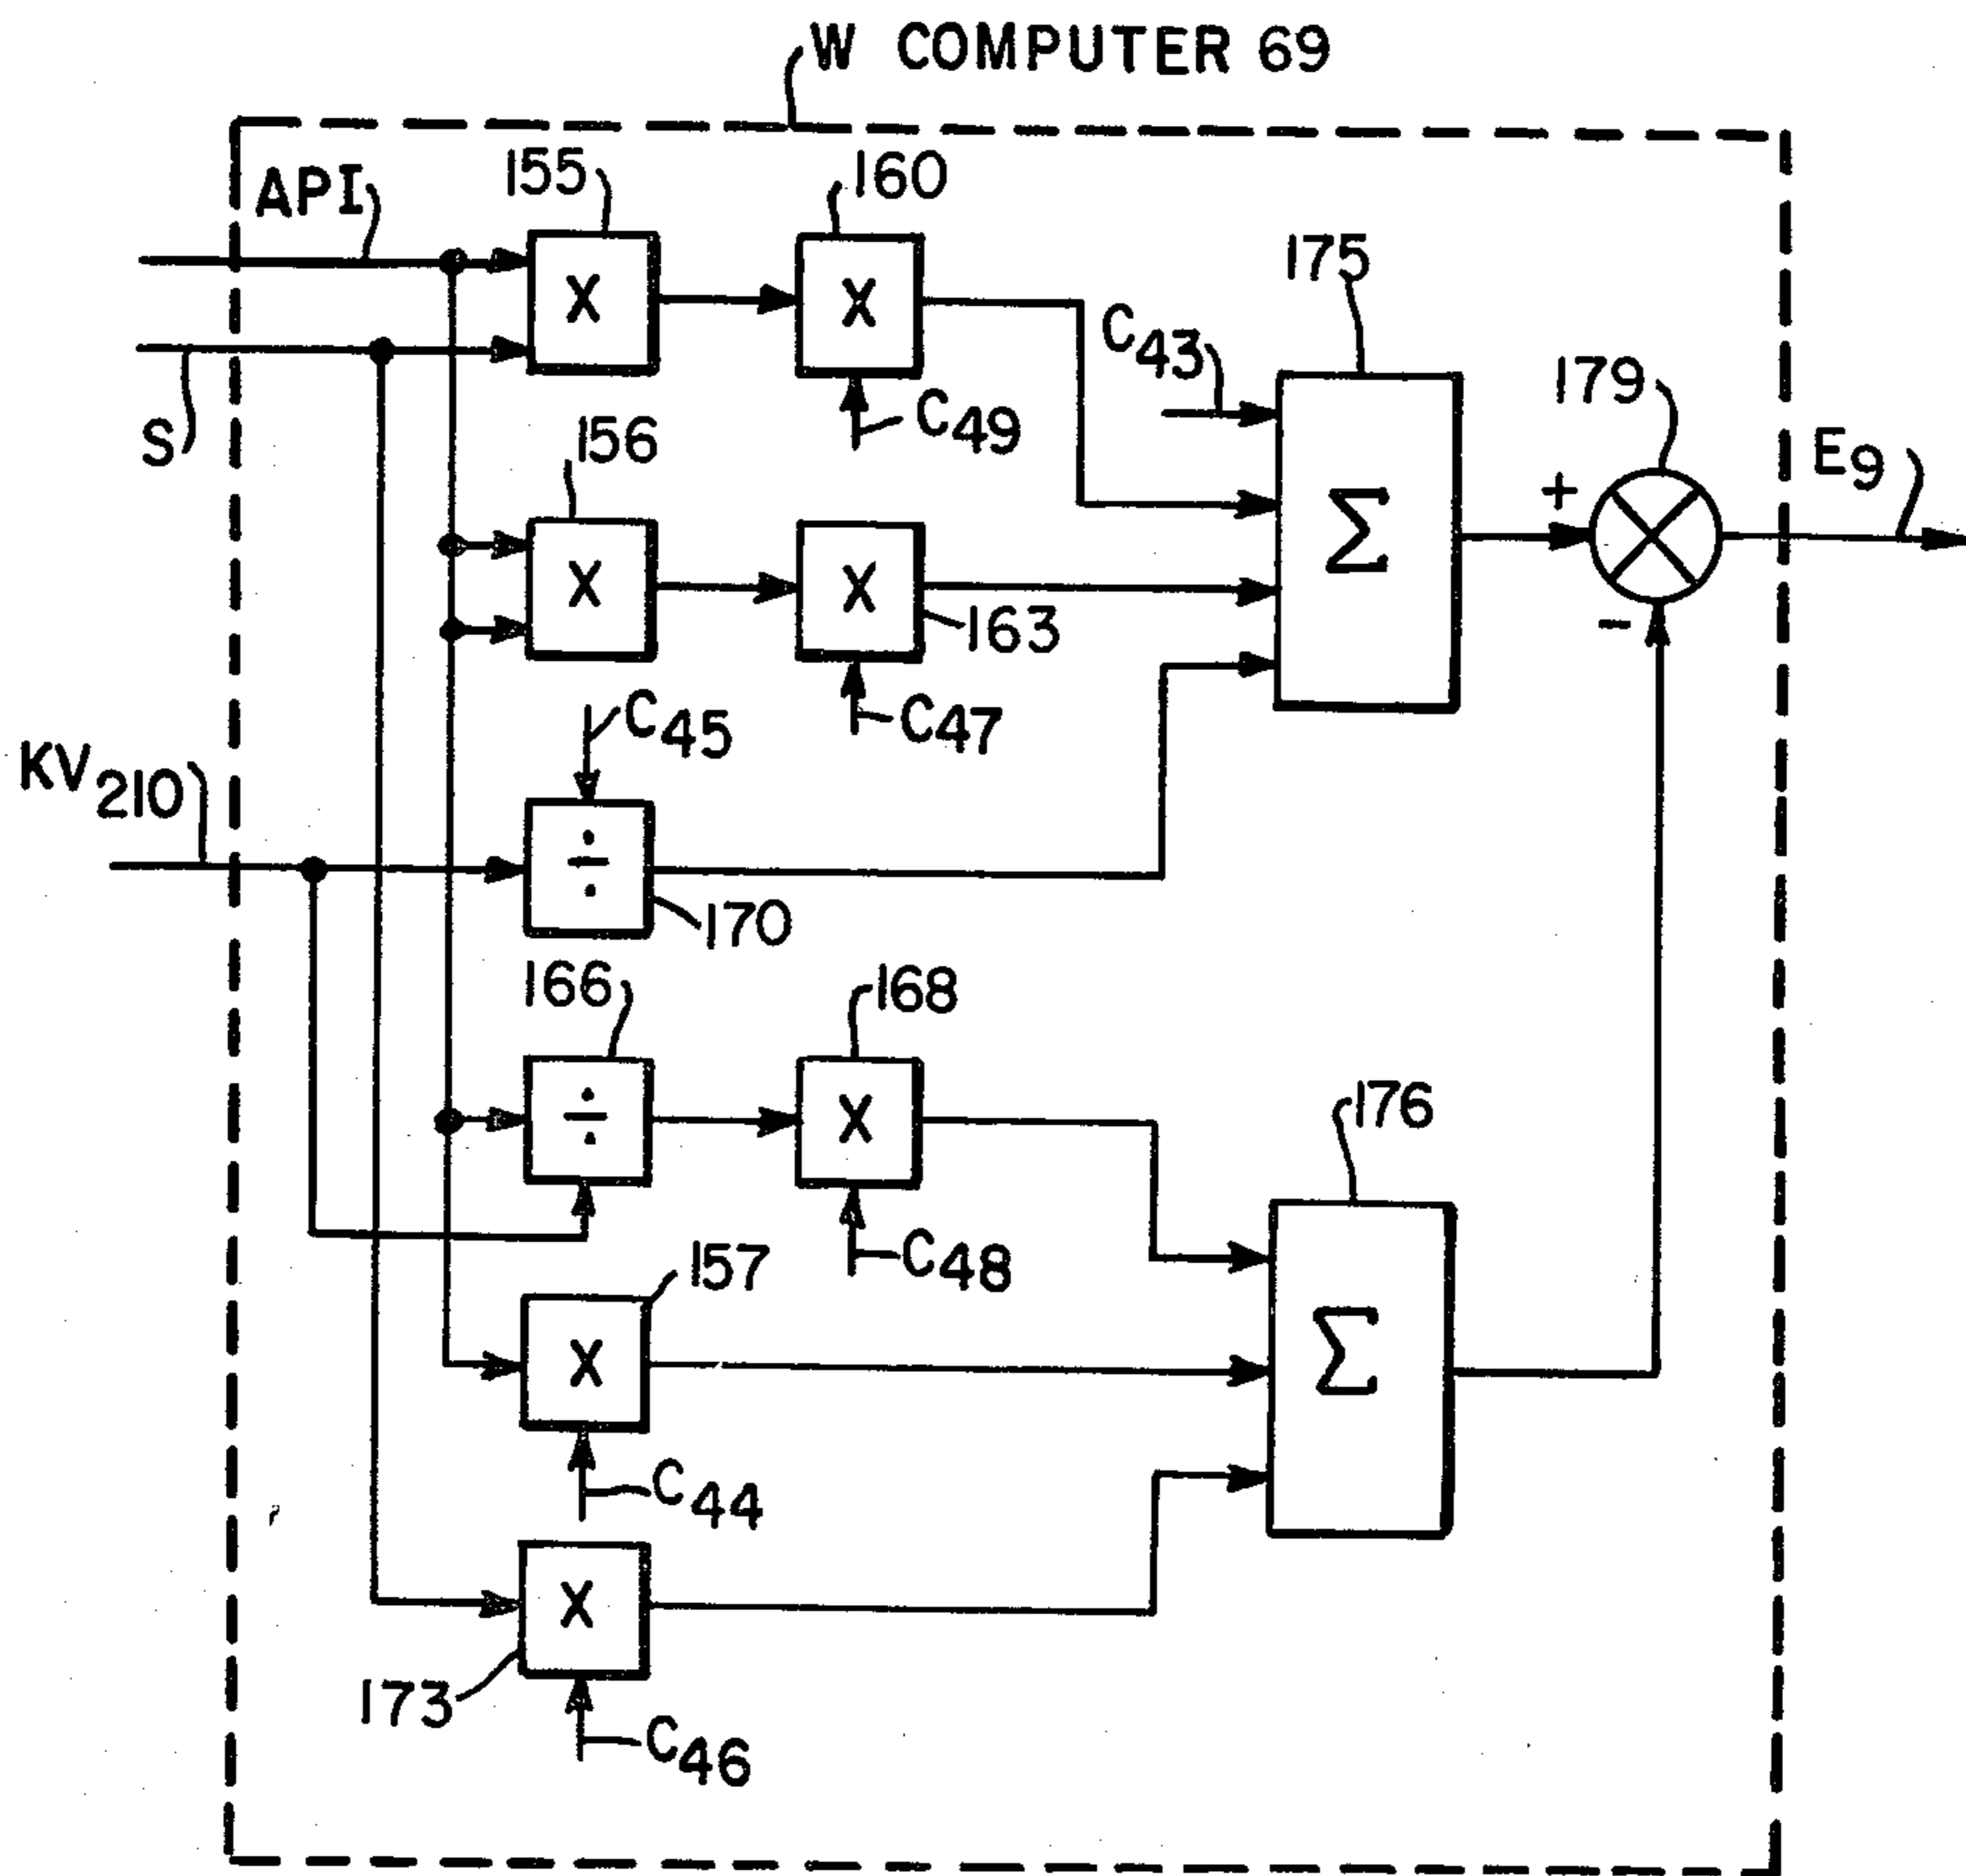 W COMPUTER 69
API
155
160
X
X
175
C43
179
S
C49
156
+
E9
Σ
X
X
-
163
C45
C47
KV210
÷
170
166
168
÷
X
176
157
C48
Σ
X
C44
X
173
C46